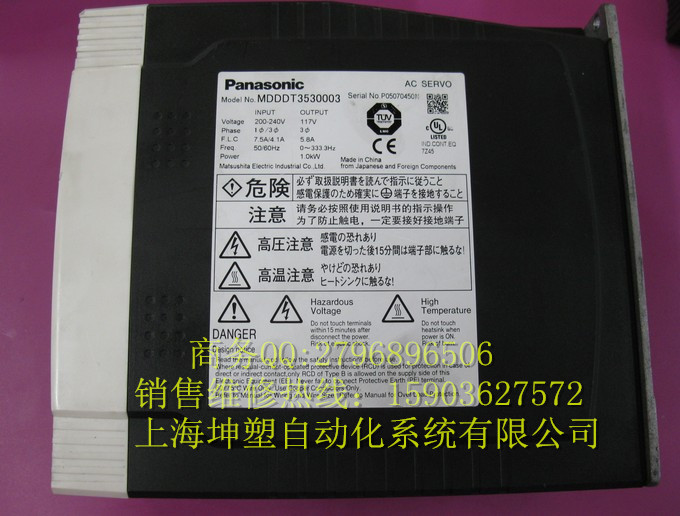 Panasonic
AC SERVO
Model No. MDDDT3530003
Serial No. P05070450N
INPUT OUTPUT
Voltage 200-240V 117V
Phase 1ϕ/3ϕ 3ϕ
F.L.C 7.5A/4.1A 5.8A
Freq. 50/60Hz 0~333.3Hz
Power 1.0kW
Matsushita Electric Industrial Co.,Ltd.
TÜV
UL
LISTED
IND.CONT.EQ.
7Z45
Made in China
from Japanese and Foreign Components
危険
必ず取扱説明書を読んで指示に従うこと
感電保護のため確実に端子を接地すること
注意
请务必按照使用说明书的指示操作
为了防止触电，一定要接好接地端子
高圧注意
感電の恐れあり
電源を切った後15分間は端子部に触るな!
高温注意
やけどの恐れあり
ヒートシンクに触るな!
DANGER
Hazardous
Voltage
Do not touch terminals
within 15 minutes after
disconnect the power.
High
Temperature
Do not touch
heatsink when
power is ON.
商务QQ:2796896506
销售维修热线: 15903627572
上海坤塑自动化系统有限公司